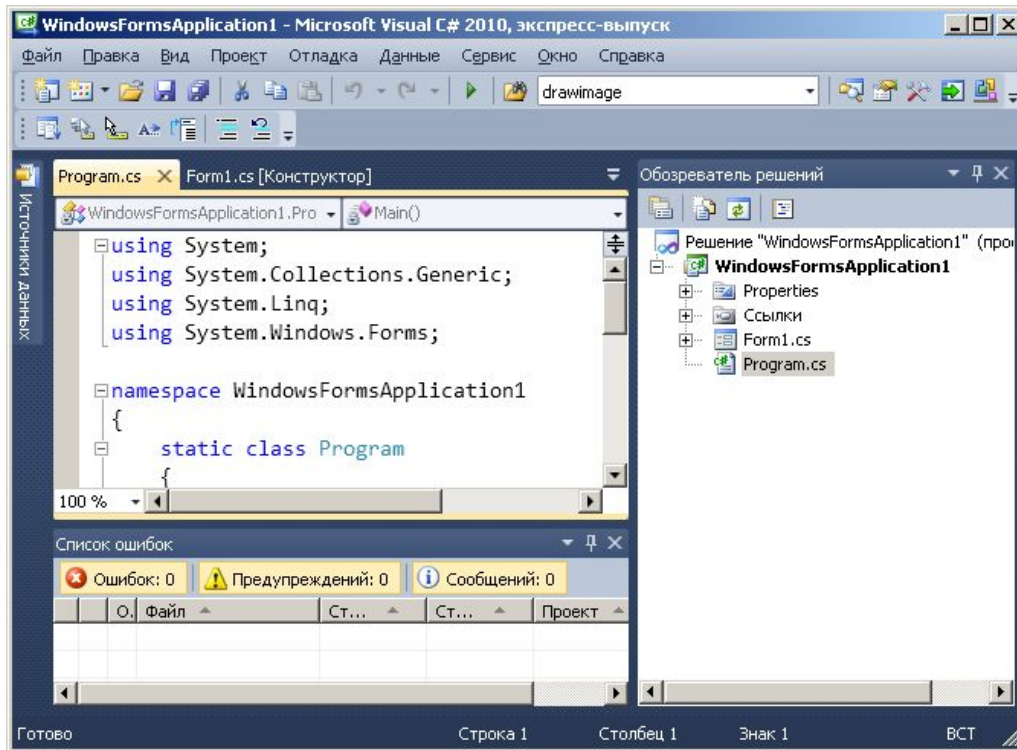 WindowsFormsApplication1 - Microsoft Visual C# 2010, экспресс-выпуск
Файл Правка Вид Проект Отладка Данные Сервис Окно Справка
drawimage
Источники данных
Program.cs Form1.cs [Конструктор]
WindowsFormsApplication1.Pro Main()
using System;
using System.Collections.Generic;
using System.Linq;
using System.Windows.Forms;
namespace WindowsFormsApplication1
{
static class Program
{
100 %
Список ошибок
Ошибок: 0 Предупреждений: 0 Сообщений: 0
О. Файл Ст... Ст... Проект
Обозреватель решений
Решение "WindowsFormsApplication1" (про
WindowsFormsApplication1
Properties
Ссылки
Form1.cs
Program.cs
Готово Строка 1 Столбец 1 Знак 1 ВСТ